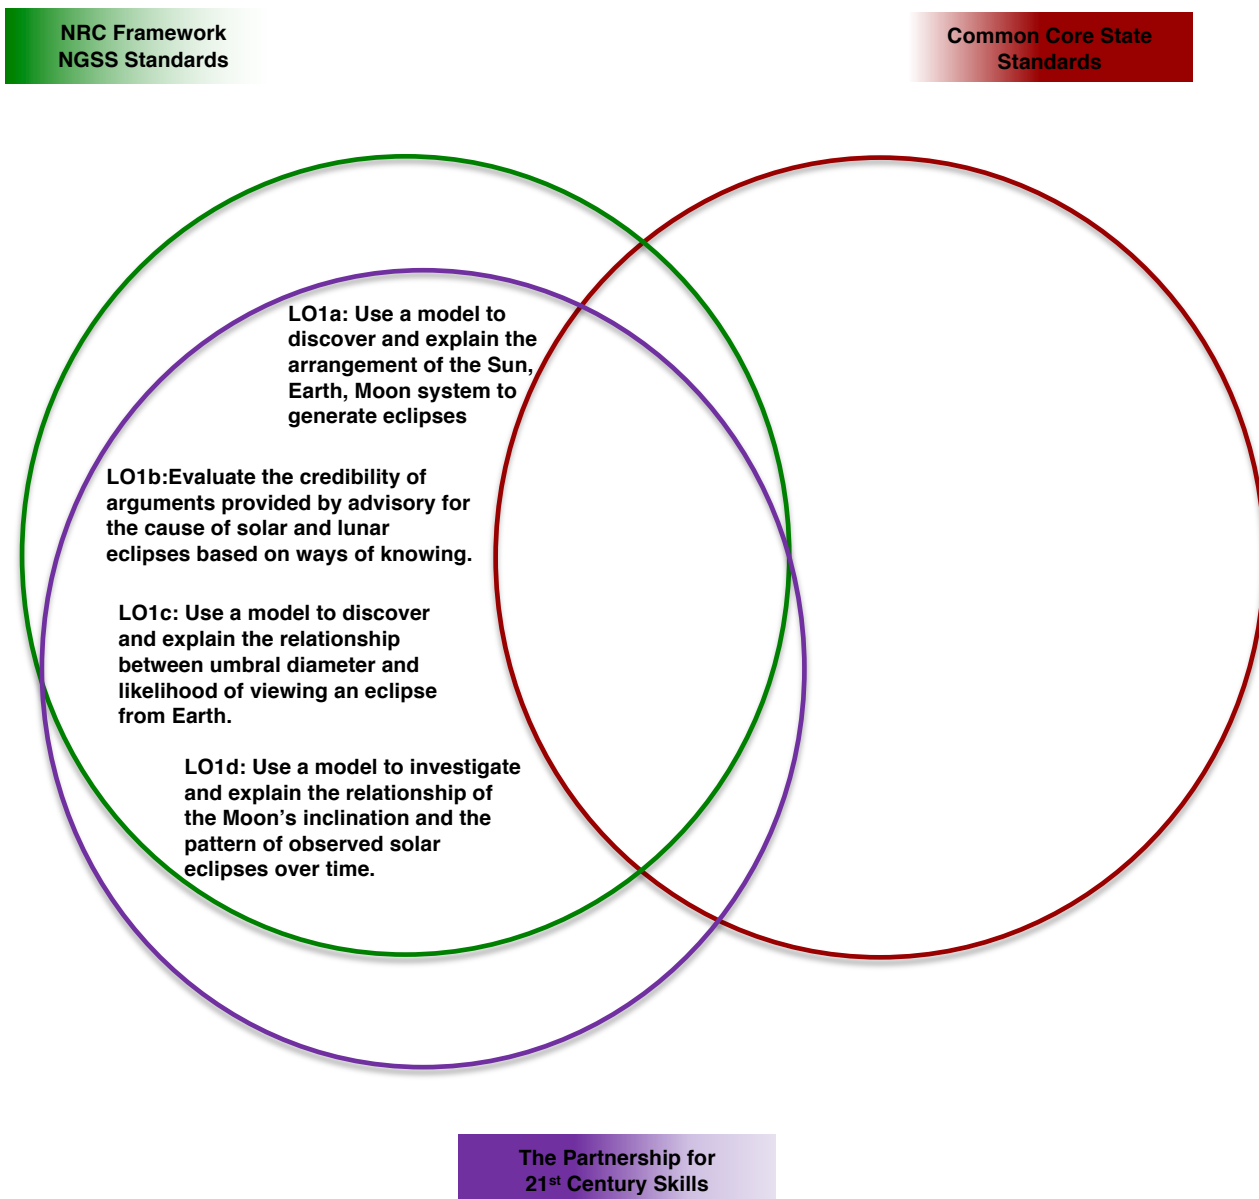 NRC Framework
NGSS Standards
Common Core State
Standards
LO1a: Use a model to
discover and explain the
arrangement of the Sun,
Earth, Moon system to
generate eclipses
LO1b:Evaluate the credibility of
arguments provided by advisory for
the cause of solar and lunar
eclipses based on ways of knowing.
LO1c: Use a model to discover
and explain the relationship
between umbral diameter and
likelihood of viewing an eclipse
from Earth.
LO1d: Use a model to investigate
and explain the relationship of
the Moon’s inclination and the
pattern of observed solar
eclipses over time.
The Partnership for
21st Century Skills